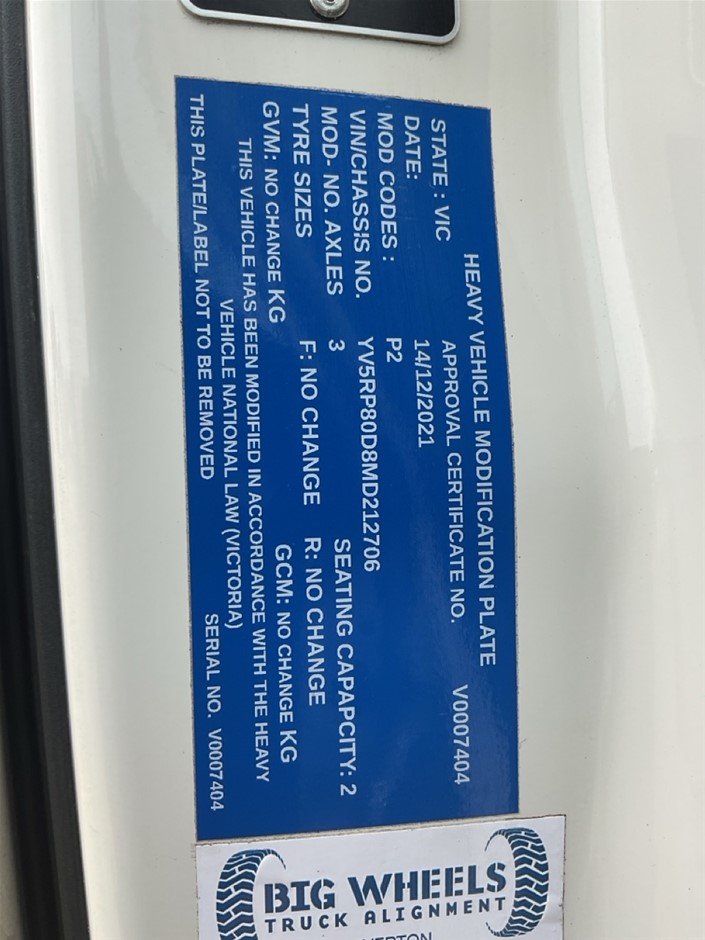 HEAVY VEHICLE MODIFICATION PLATE
APPROVAL CERTIFICATE NO. V0007404
STATE : VIC
DATE: 14/12/2021
MOD CODES : P2
VIN/CHASSIS NO. YV5RP80D8MD212706
MOD- NO. AXLES 3 SEATING CAPAPCITY: 2
TYRE SIZES F: NO CHANGE R: NO CHANGE
GVM: NO CHANGE KG GCM: NO CHANGE KG
THIS VEHICLE HAS BEEN MODIFIED IN ACCORDANCE WITH THE HEAVY
VEHICLE NATIONAL LAW (VICTORIA)
THIS PLATE/LABEL NOT TO BE REMOVED SERIAL NO. V0007404
BIG WHEELS
TRUCK ALIGNMENT